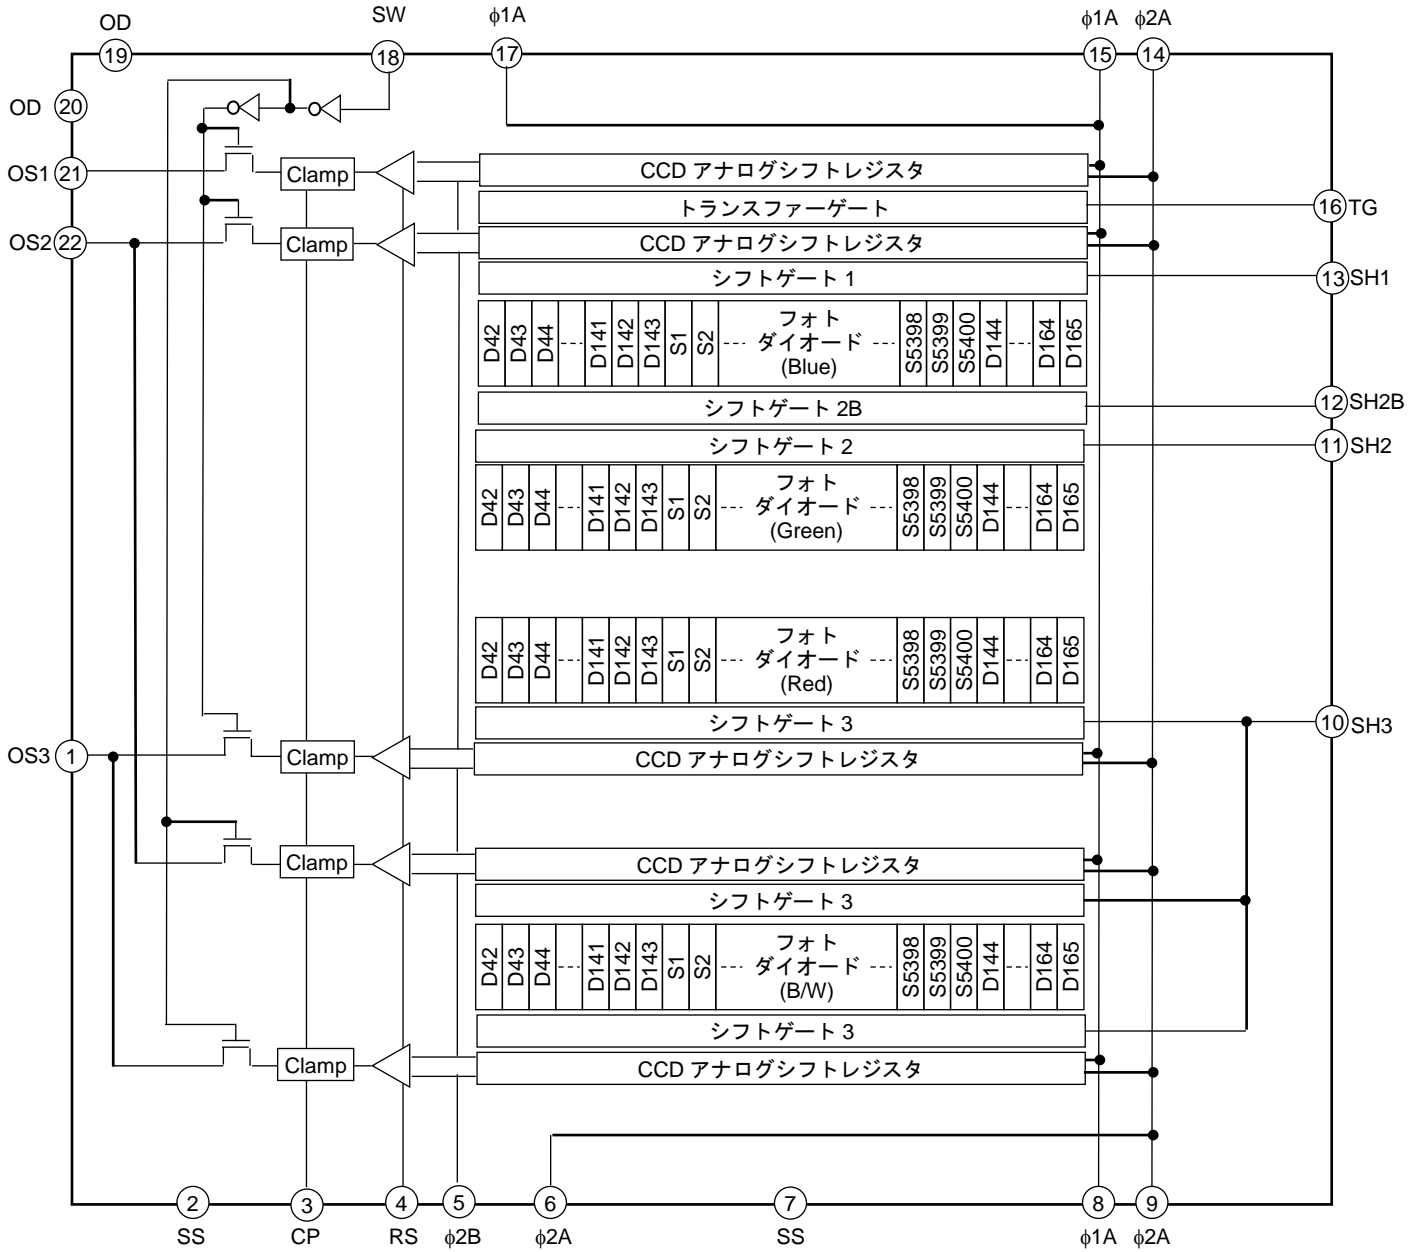 OD
SW
ϕ1A
ϕ1A
ϕ2A
19
18
17
15
14
OD 20
OS1 21
Clamp
CCD アナログシフトレジスタ
トランスファーゲート
16 TG
OS2 22
Clamp
CCD アナログシフトレジスタ
シフトゲート 1
13 SH1
D42 D43 D44 ---- D141 D142 D143 S1 S2 --- フォト ダイオード (Blue) --- S5398 S5399 S5400 D144 ---- D164 D165
シフトゲート 2B
12 SH2B
シフトゲート 2
11 SH2
D42 D43 D44 ---- D141 D142 D143 S1 S2 --- フォト ダイオード (Green) --- S5398 S5399 S5400 D144 ---- D164 D165
D42 D43 D44 ---- D141 D142 D143 S1 S2 --- フォト ダイオード (Red) --- S5398 S5399 S5400 D144 ---- D164 D165
シフトゲート 3
10 SH3
OS3 1
Clamp
CCD アナログシフトレジスタ
Clamp
CCD アナログシフトレジスタ
シフトゲート 3
D42 D43 D44 ---- D141 D142 D143 S1 S2 --- フォト ダイオード (B/W) --- S5398 S5399 S5400 D144 ---- D164 D165
シフトゲート 3
Clamp
CCD アナログシフトレジスタ
2
3
4
5
6
7
8
9
SS
CP
RS
ϕ2B
ϕ2A
SS
ϕ1A
ϕ2A